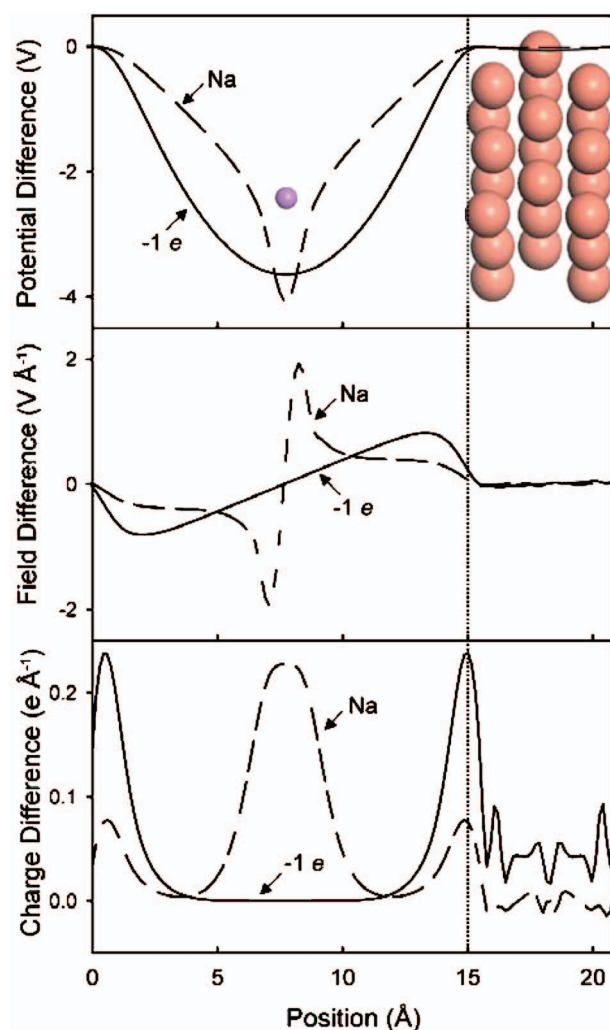 Potential Difference (V)
0
-2
-4
Na
-1 e
Field Difference (V Å⁻¹)
2
0
-2
Na
-1 e
Charge Difference (e Å⁻¹)
0.2
0.1
0.0
Na
-1 e
0 5 10 15 20
Position (Å)